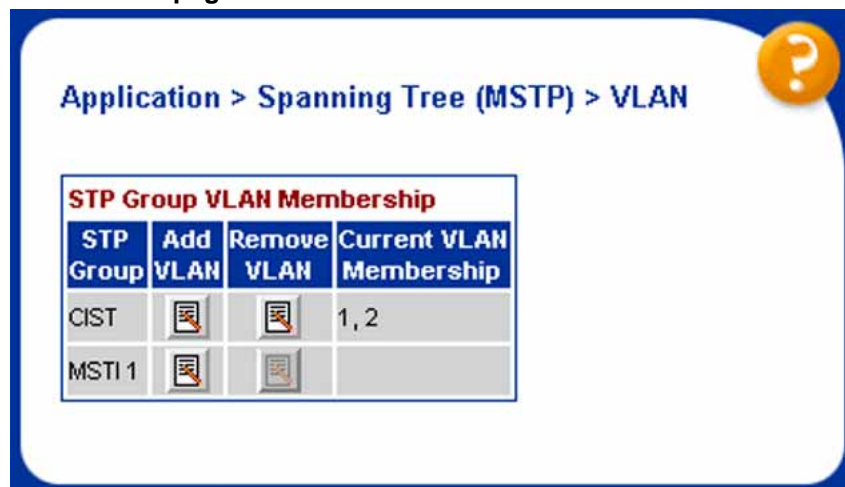 Application > Spanning Tree (MSTP) > VLAN
?
STP Group VLAN Membership
STP Group Add VLAN Remove VLAN Current VLAN Membership
CIST 1, 2
MSTI 1